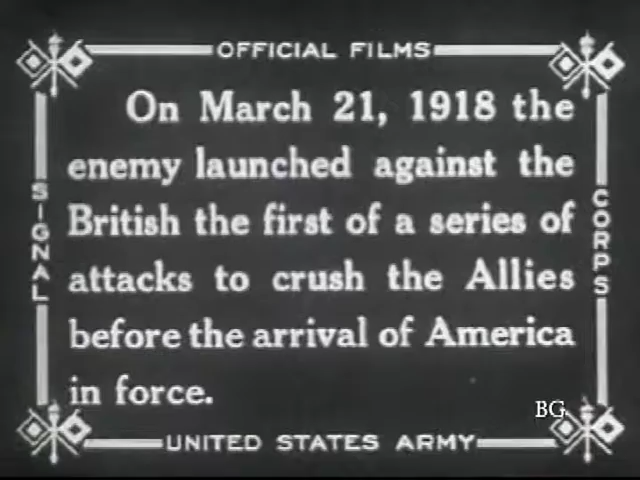 OFFICIAL FILMS
On March 21, 1918 the
enemy launched against the
British the first of a series of
attacks to crush the Allies
before the arrival of America
in force.
SIGNAL
CORPS
BG
UNITED STATES ARMY